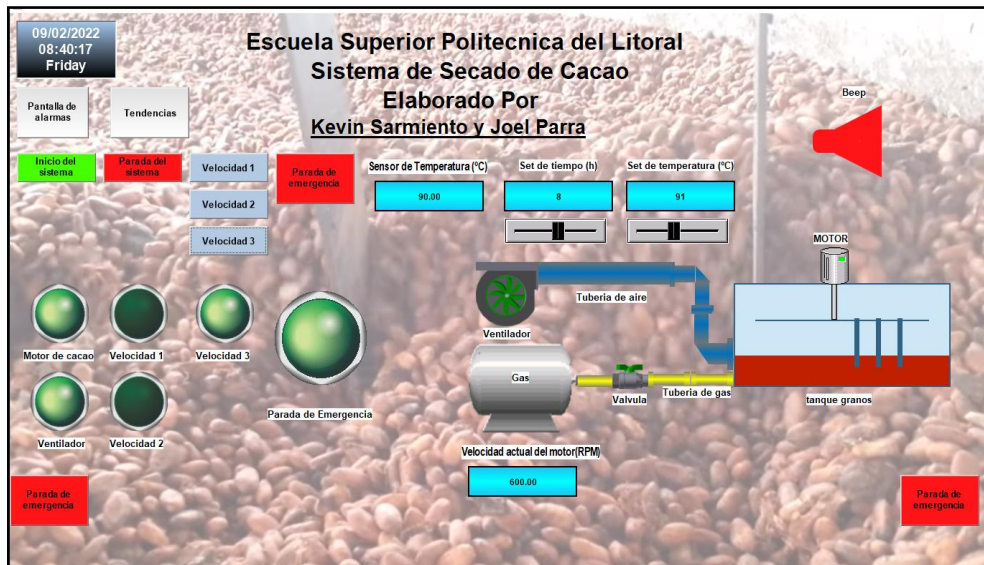 09/02/2022
08:40:17
Friday
Escuela Superior Politecnica del Litoral
Sistema de Secado de Cacao
Elaborado Por
Kevin Sarmiento y Joel Parra
Pantalla de
alarmas
Tendencias
Beep
Inicio del
sistema
Parada del
sistema
Velocidad 1
Velocidad 2
Velocidad 3
Parada de
emergencia
Sensor de Temperatura (ºC)
90.00
Set de tiempo (h)
8
Set de temperatura (ºC)
91
MOTOR
Tuberia de aire
Ventilador
Motor de cacao
Velocidad 1
Velocidad 3
Gas
Valvula
Tuberia de gas
tanque granos
Parada de Emergencia
Ventilador
Velocidad 2
Velocidad actual del motor(RPM)
600.00
Parada de
emergencia
Parada de
emergencia